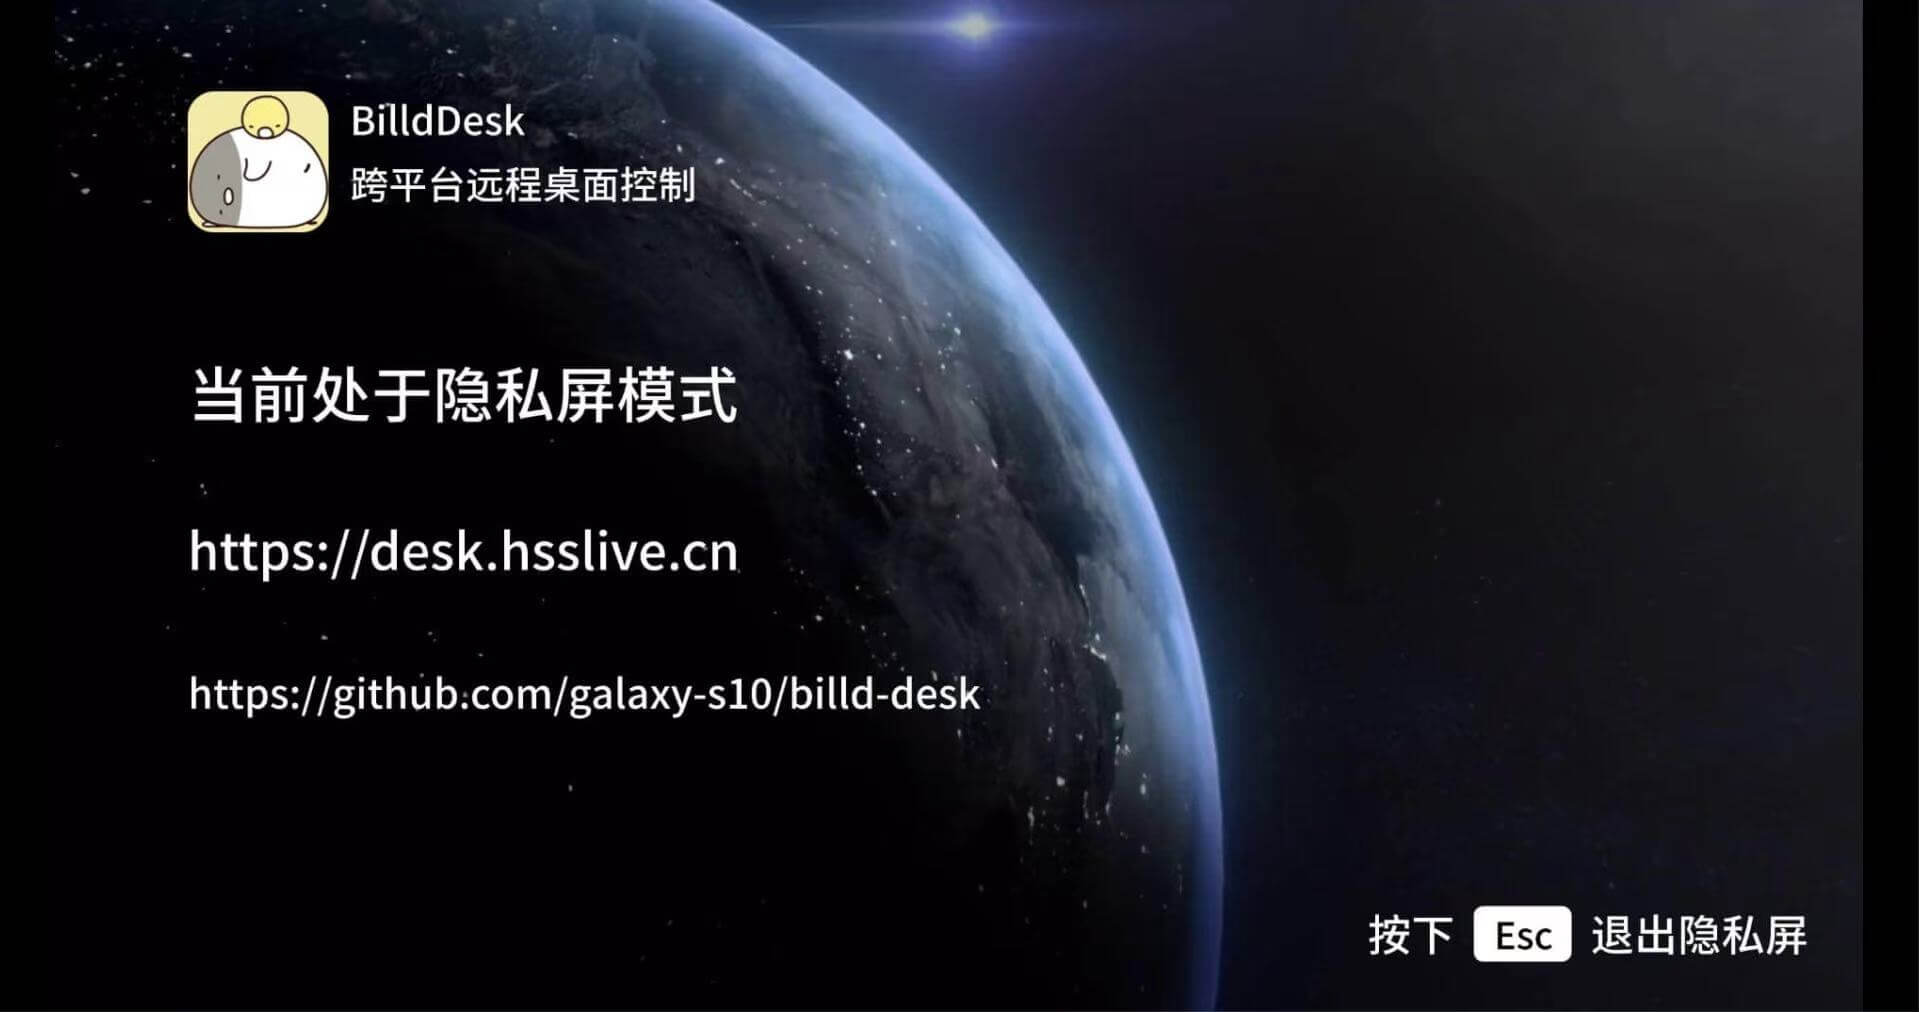 BilldDesk
跨平台远程桌面控制
当前处于隐私屏模式
https://desk.hsslive.cn
https://github.com/galaxy-s10/billd-desk
按下 Esc 退出隐私屏